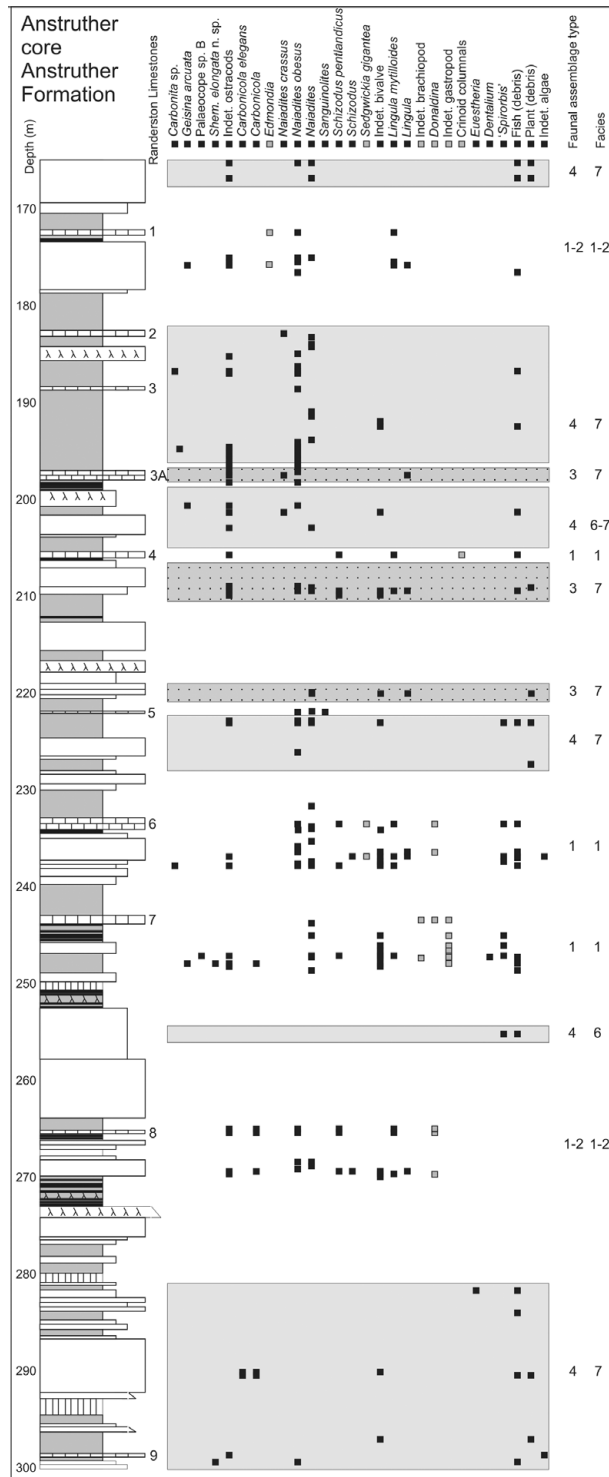 Anstruther
core
Anstruther
Formation
Depth (m)
Randerston Limestones
Carbonita sp.
Geisina arcuata
Palaeocope sp. B
Shem. elongata n. sp.
Indet. ostracods
Carbonicola elegans
Carbonicola
Edmondia
Naiadites crassus
Naiadites obesus
Naiadites
Sanguinolites
Schizodus pentlandicus
Schizodus
Sedgwickia gigantea
Indet. bivalve
Lingula mytilloides
Lingula
Indet. brachiopod
Donaldina
Indet. gastropod
Crinoid columnals
Euestheria
Dentalium
'Spirorbis'
Fish (debris)
Plant (debris)
Indet. algae
Faunal assemblage type
Facies
4 7
170
1
1-2 1-2
180
2
3
190
4 7
3A
3 7
200
4 6-7
4
1 1
3 7
210
220
3 7
5
4 7
230
6
1 1
240
7
1 1
250
4 6
260
8
1-2 1-2
270
280
290
4 7
9
300